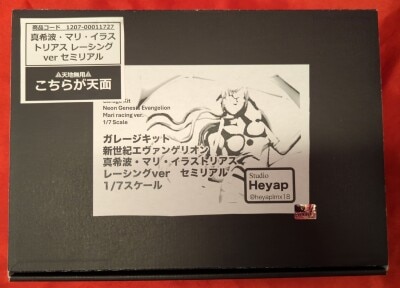 商品コード 1207-00011727
真希波・マリ・イラス
トリアス レーシング
ver セミリアル
⚠天地無用⚠
こちらが天面
Garage Kit
Neon Genesis Evangelion
Mari racing ver.
1/7 Scale
ガレージキット
新世紀エヴァンゲリオン
真希波・マリ・イラストリアス
レーシングver セミリアル
1/7スケール
Studio
Heyap